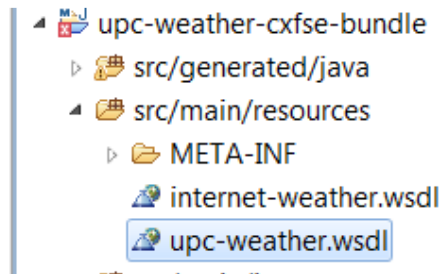 upc-weather-cxfse-bundle
src/generated/java
src/main/resources
META-INF
internet-weather.wsdl
upc-weather.wsdl